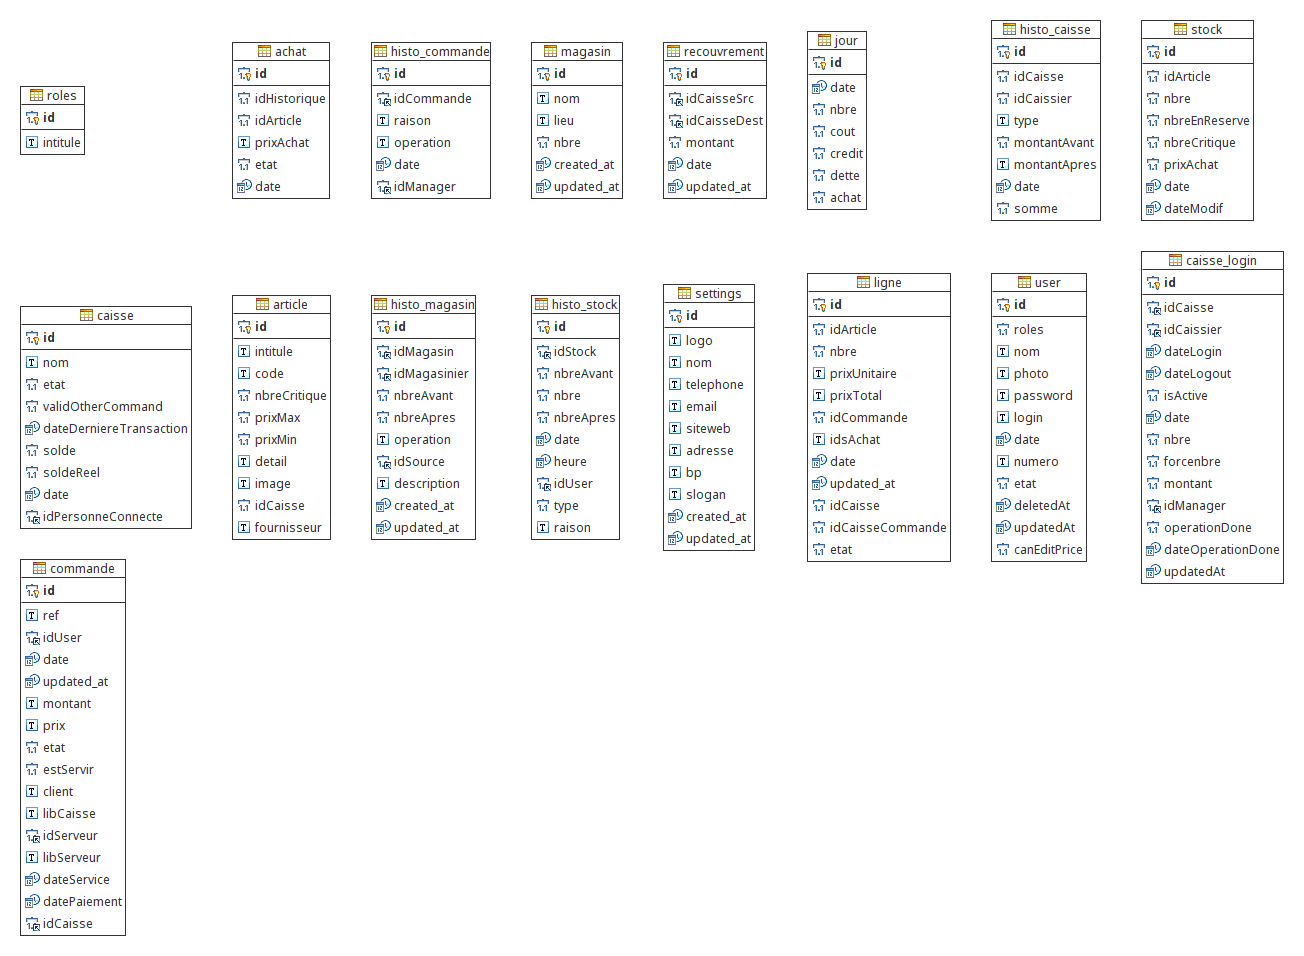 roles
id
intitule
achat
id
idHistorique
idArticle
prixAchat
etat
date
histo_commande
id
idCommande
raison
operation
date
idManager
magasin
id
nom
lieu
nbre
created_at
updated_at
recouvrement
id
idCaisseSrc
idCaisseDest
montant
date
updated_at
jour
id
date
nbre
cout
credit
dette
achat
histo_caisse
id
idCaisse
idCaissier
type
montantAvant
montantApres
date
somme
stock
id
idArticle
nbre
nbreEnReserve
nbreCritique
prixAchat
date
dateModif
caisse
id
nom
etat
validOtherCommand
dateDerniereTransaction
solde
soldeReel
date
idPersonneConnecte
article
id
intitule
code
nbreCritique
prixMax
prixMin
detail
image
idCaisse
fournisseur
histo_magasin
id
idMagasin
idMagasinier
nbreAvant
nbreApres
operation
idSource
description
created_at
updated_at
histo_stock
id
idStock
nbreAvant
nbre
nbreApres
date
heure
idUser
type
raison
settings
id
logo
nom
telephone
email
siteweb
adresse
bp
slogan
created_at
updated_at
ligne
id
idArticle
nbre
prixUnitaire
prixTotal
idCommande
idsAchat
date
updated_at
idCaisse
idCaisseCommande
etat
user
id
roles
nom
photo
password
login
date
numero
etat
deletedAt
updatedAt
canEditPrice
caisse_login
id
idCaisse
idCaissier
dateLogin
dateLogout
isActive
date
nbre
forcenbre
montant
idManager
operationDone
dateOperationDone
updatedAt
commande
id
ref
idUser
date
updated_at
montant
prix
etat
estServir
client
libCaisse
idServeur
libServeur
dateService
datePaiement
idCaisse